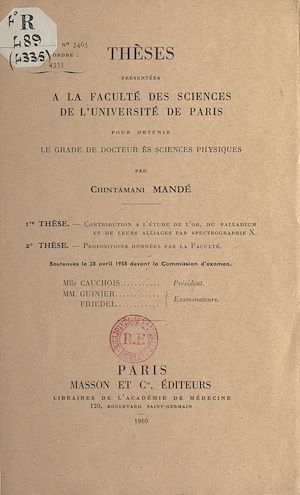 F° R
489
(4335)
N° 3463
ORDRE :
4335
THÈSES
PRÉSENTÉES
A LA FACULTÉ DES SCIENCES
DE L'UNIVERSITÉ DE PARIS
POUR OBTENIR
LE GRADE DE DOCTEUR ÈS SCIENCES PHYSIQUES
PAR
CHINTAMANI MANDÉ
1re THÈSE. — CONTRIBUTION A L'ÉTUDE DE L'OR, DU PALLADIUM
ET DE LEURS ALLIAGES PAR SPECTROGRAPHIE X.
2e THÈSE. — PROPOSITIONS DONNÉES PAR LA FACULTÉ.
Soutenues le 28 avril 1958 devant la Commission d'examen.
Mlle CAUCHOIS........... Président.
MM. GUINIER...........
FRIEDEL........... Examinateurs.
R.F.
PARIS
MASSON ET Cie, ÉDITEURS
LIBRAIRES DE L'ACADÉMIE DE MÉDECINE
120, BOULEVARD SAINT-GERMAIN
1960